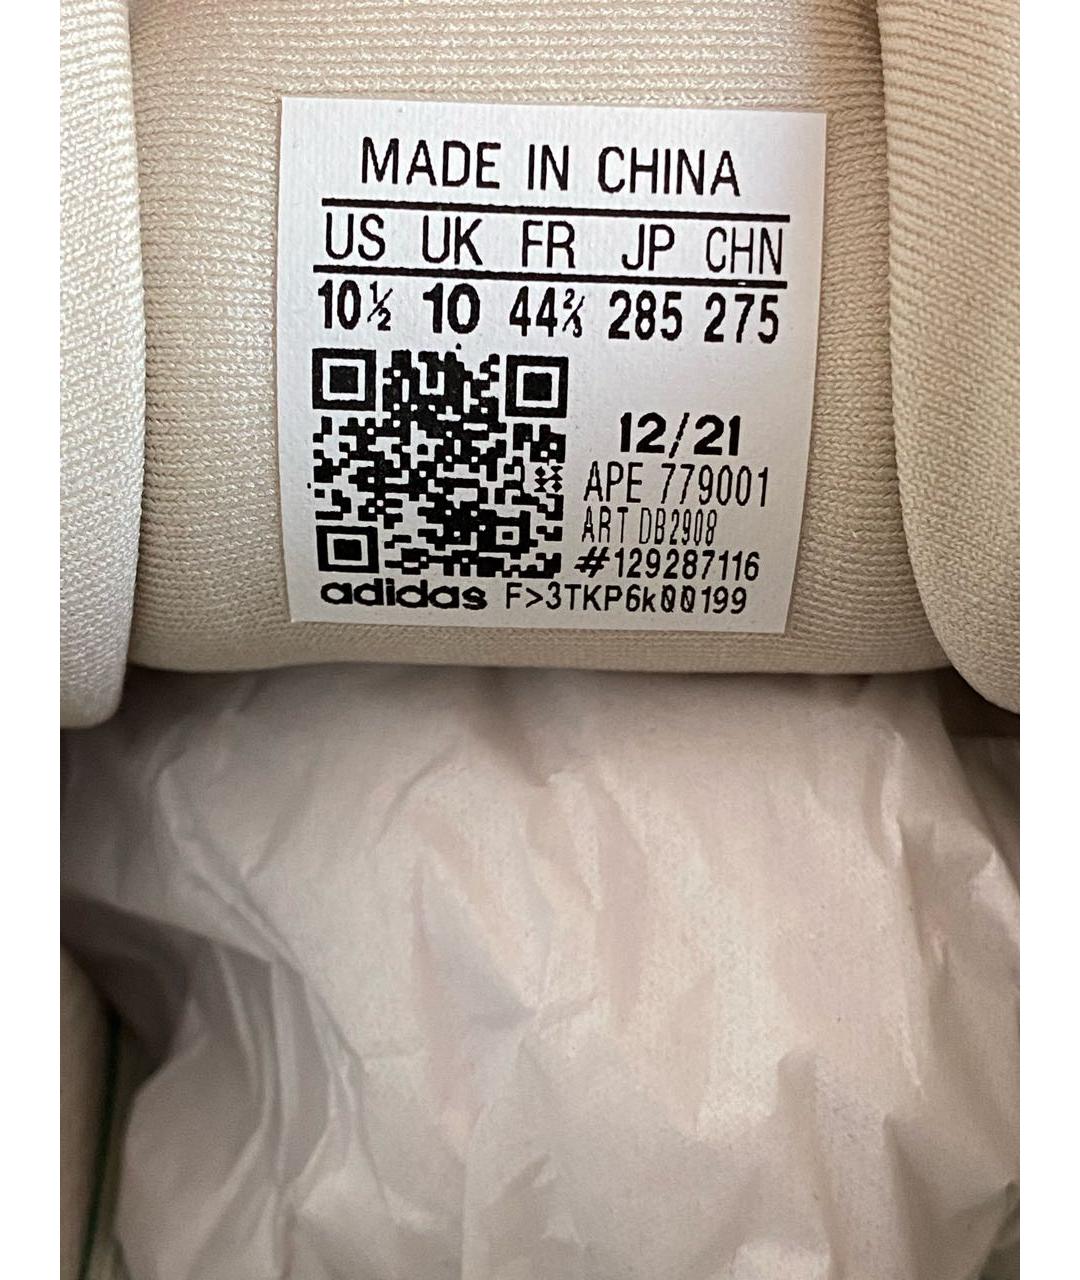 MADE IN CHINA
US UK FR JP CHN
10½ 10 44⅔ 285 275
12/21
APE 779001
ART DB2908
#129287116
adidas F>3TKP6k00199